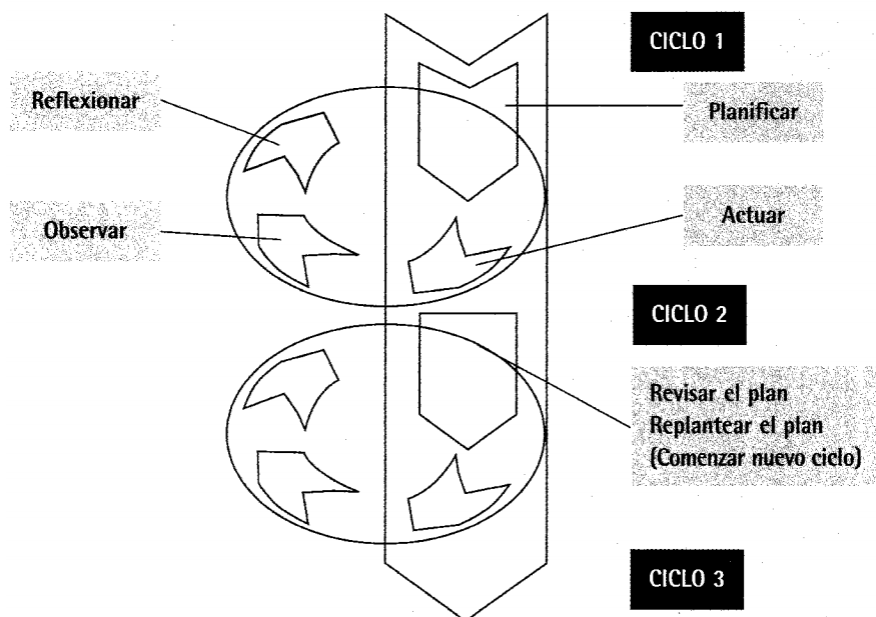 CICLO 1
Reflexionar
Planificar
Observar
Actuar
CICLO 2
Revisar el plan
Replantear el plan
(Comenzar nuevo ciclo)
CICLO 3